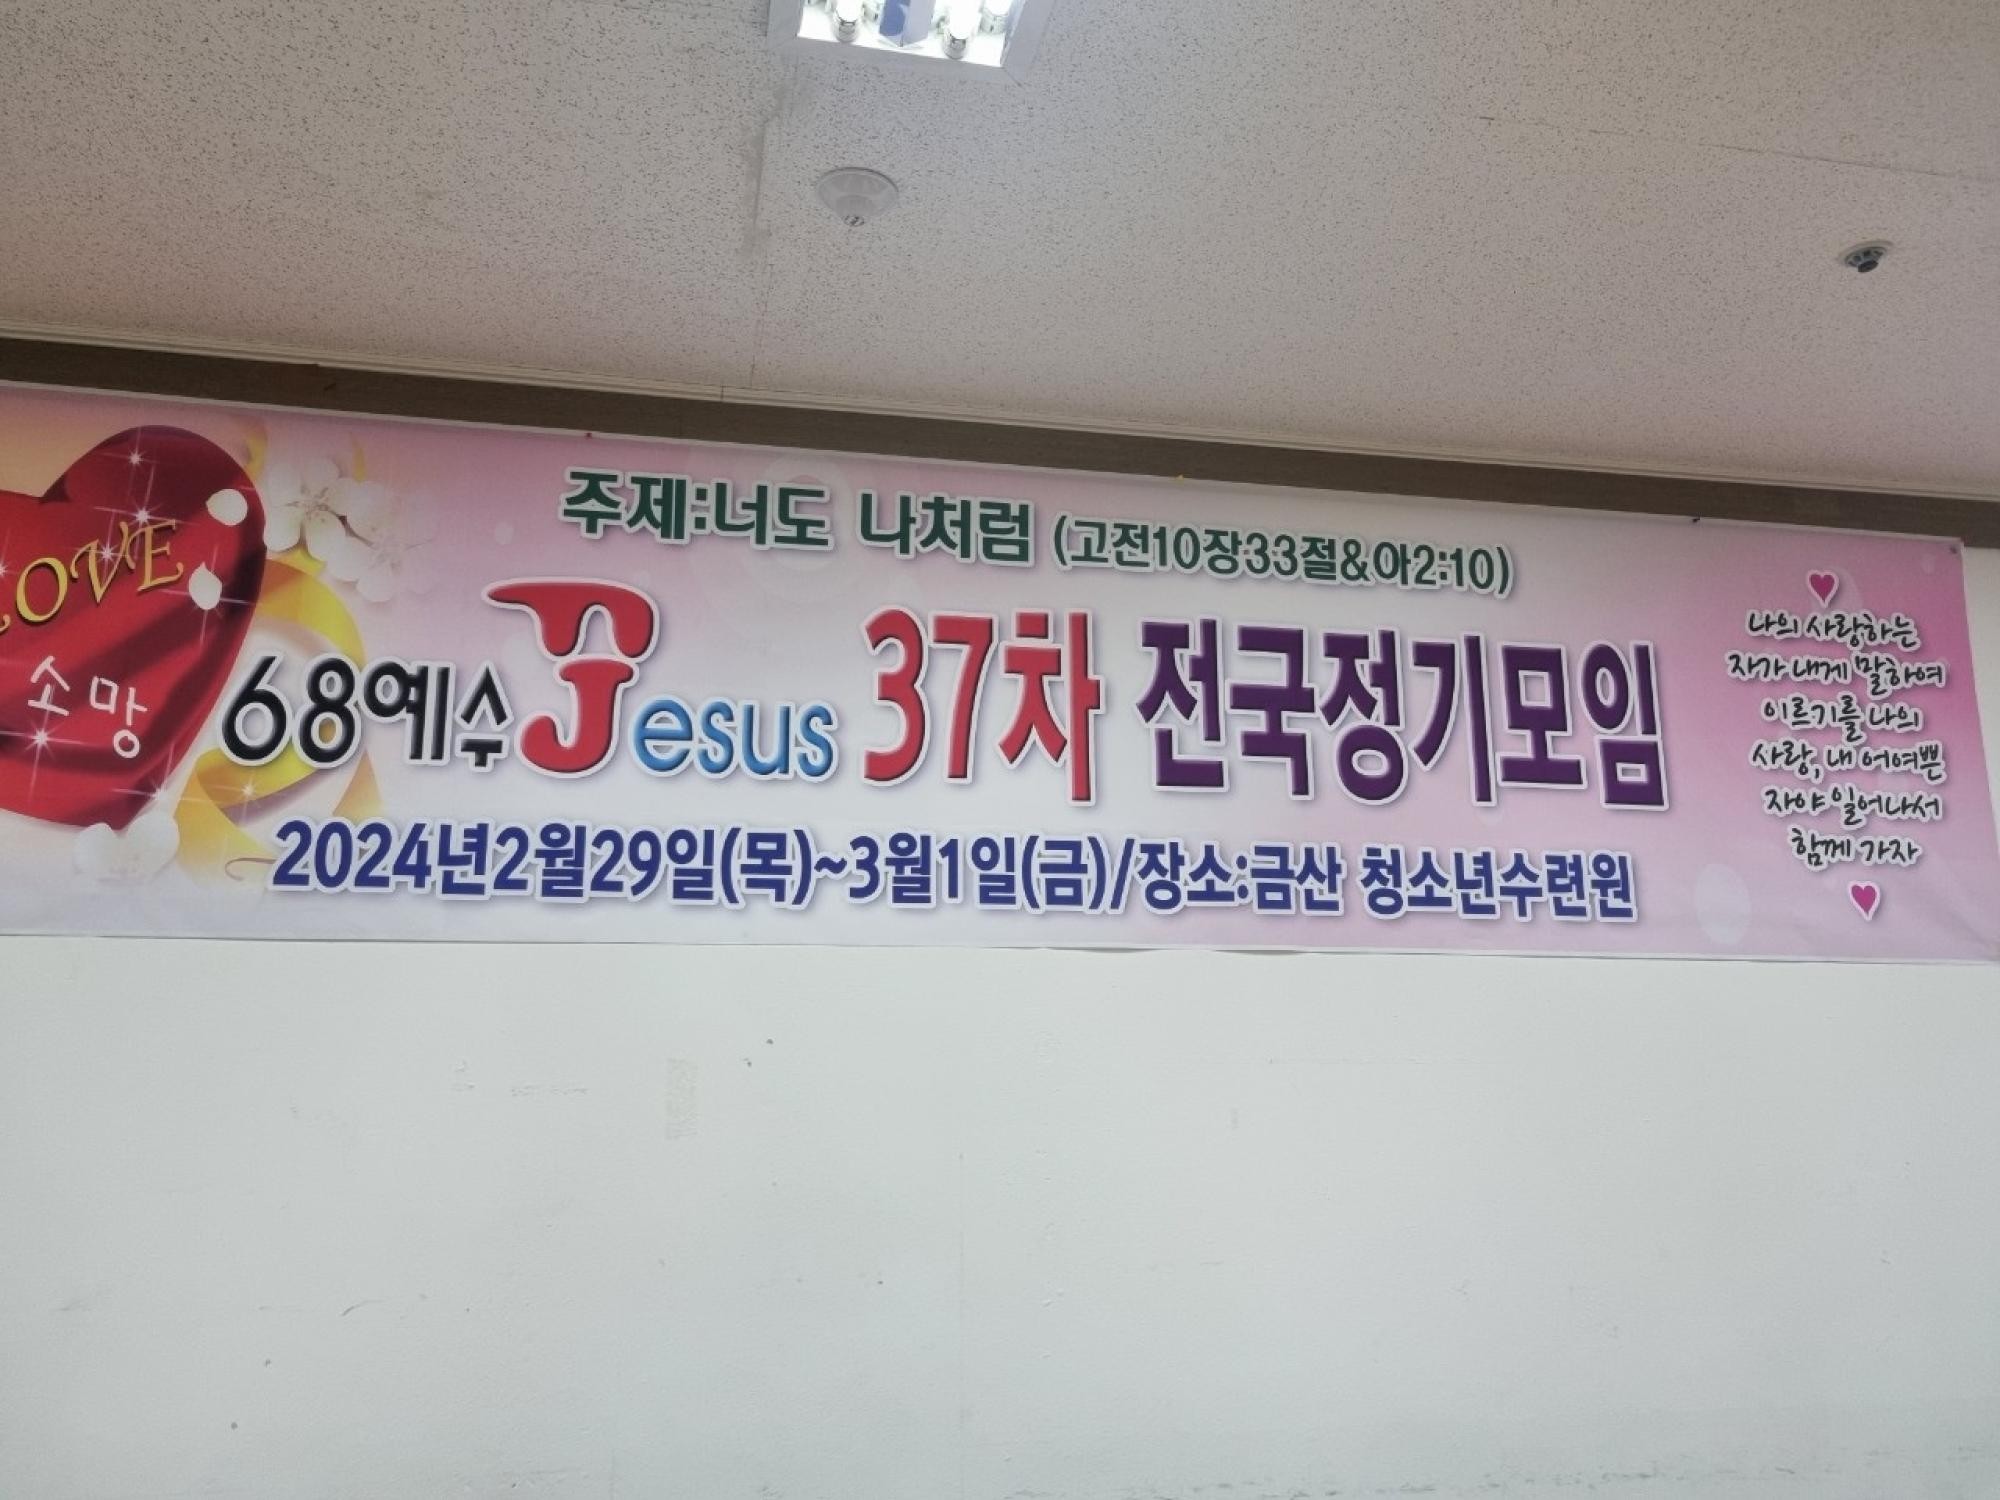 주제:너도 나처럼 (고전10장33절&아2:10)
68예수Jesus 37차 전국정기모임
2024년2월29일(목)~3월1일(금)/장소:금산 청소년수련원
LOVE
소망
나의 사랑하는
자가 내게 말하여
이르기를 나의
사랑, 내 어여쁜
자야 일어나서
함께 가자